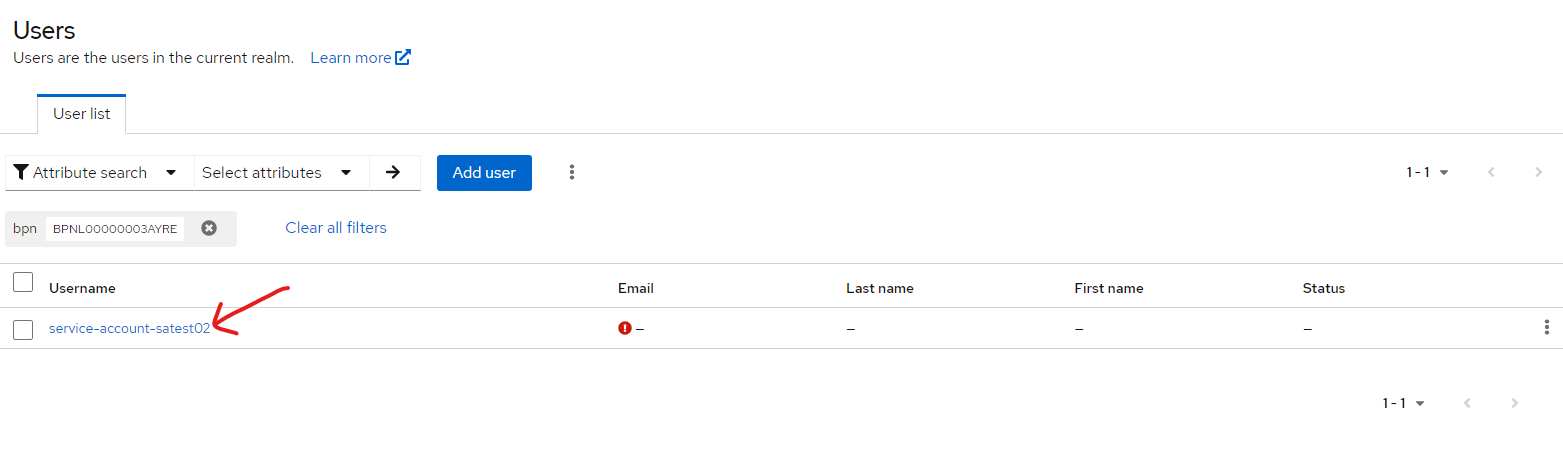 Users
Users are the users in the current realm. Learn more
User list
Attribute search Select attributes Add user 1 - 1
bpn BPNL00000003AYRE Clear all filters
Username Email Last name First name Status
service-account-satest02 – – – –
1 - 1